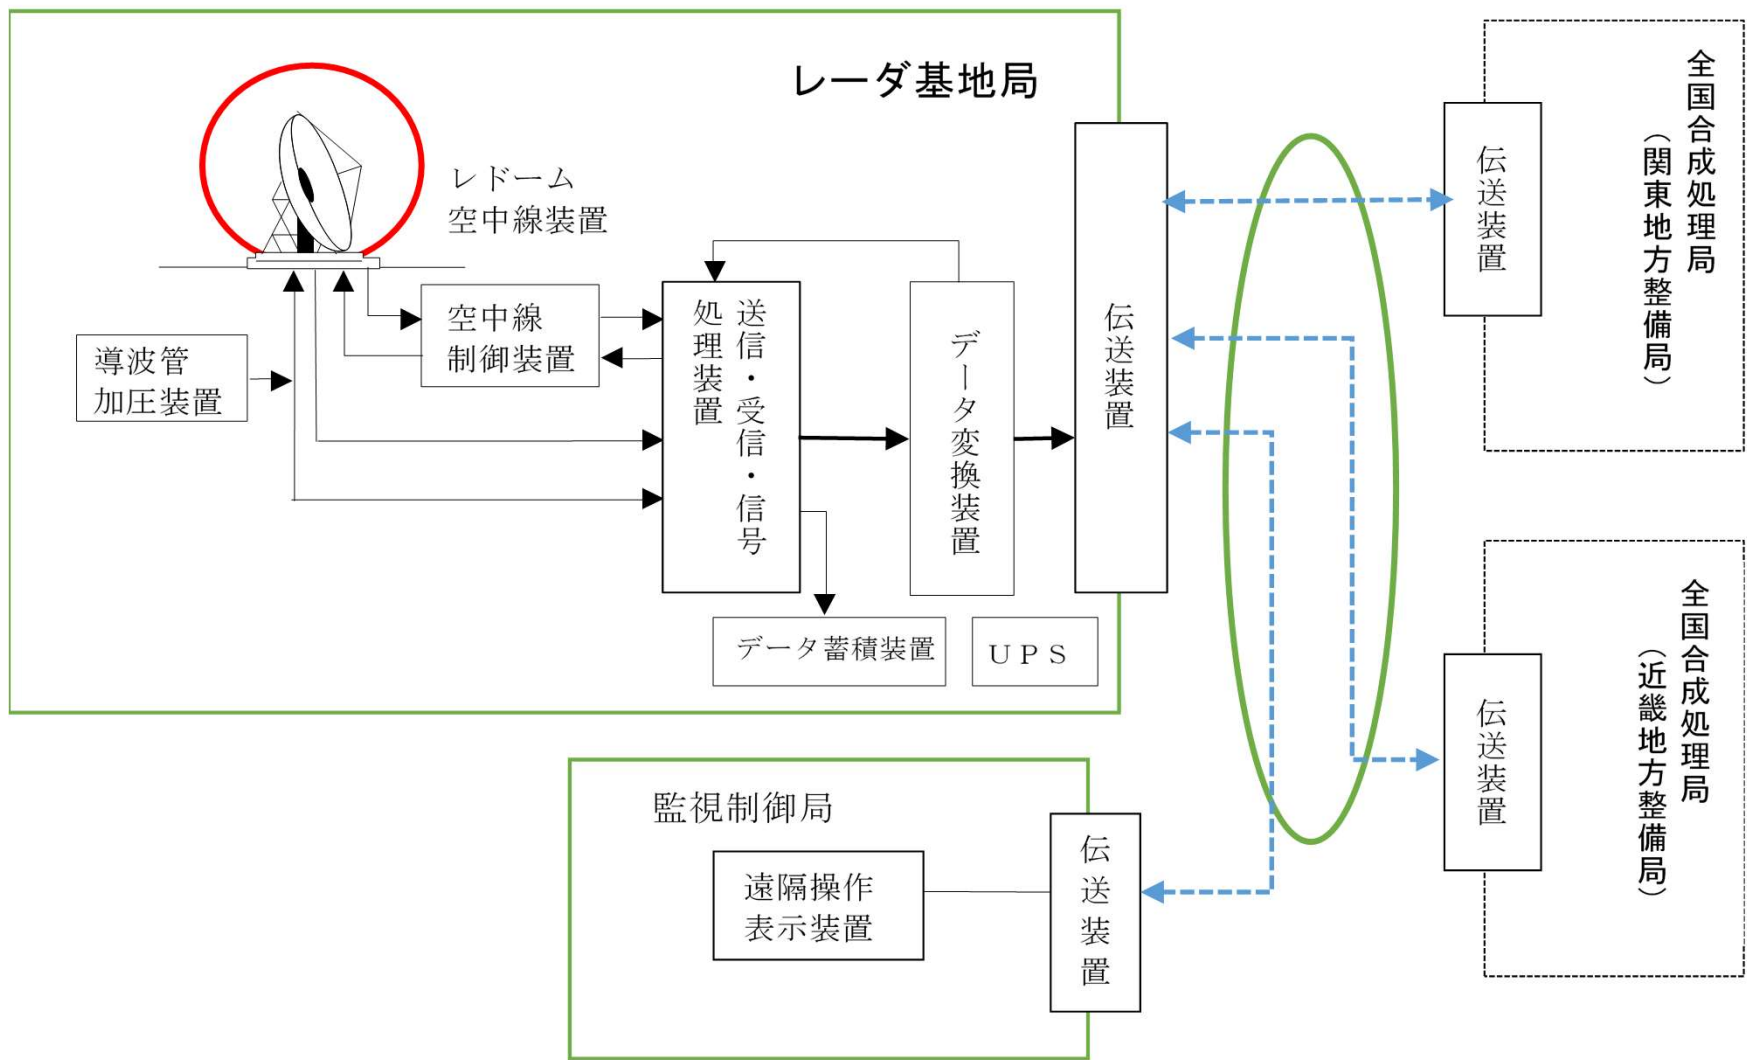 レーダ基地局
レドーム
空中線装置
空中線
制御装置
導波管
加圧装置
送信・受信・信号
処理装置
データ変換装置
伝送装置
データ蓄積装置
ＵＰＳ
伝送装置
全国合成処理局
（関東地方整備局）
伝送装置
全国合成処理局
（近畿地方整備局）
監視制御局
遠隔操作
表示装置
伝送装置